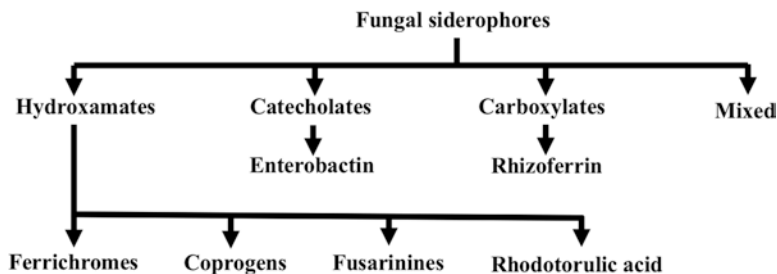 Fungal siderophores
Hydroxamates Catecholates Carboxylates Mixed
Enterobactin Rhizoferrin
Ferrichromes Coprogens Fusarinines Rhodotorulic acid